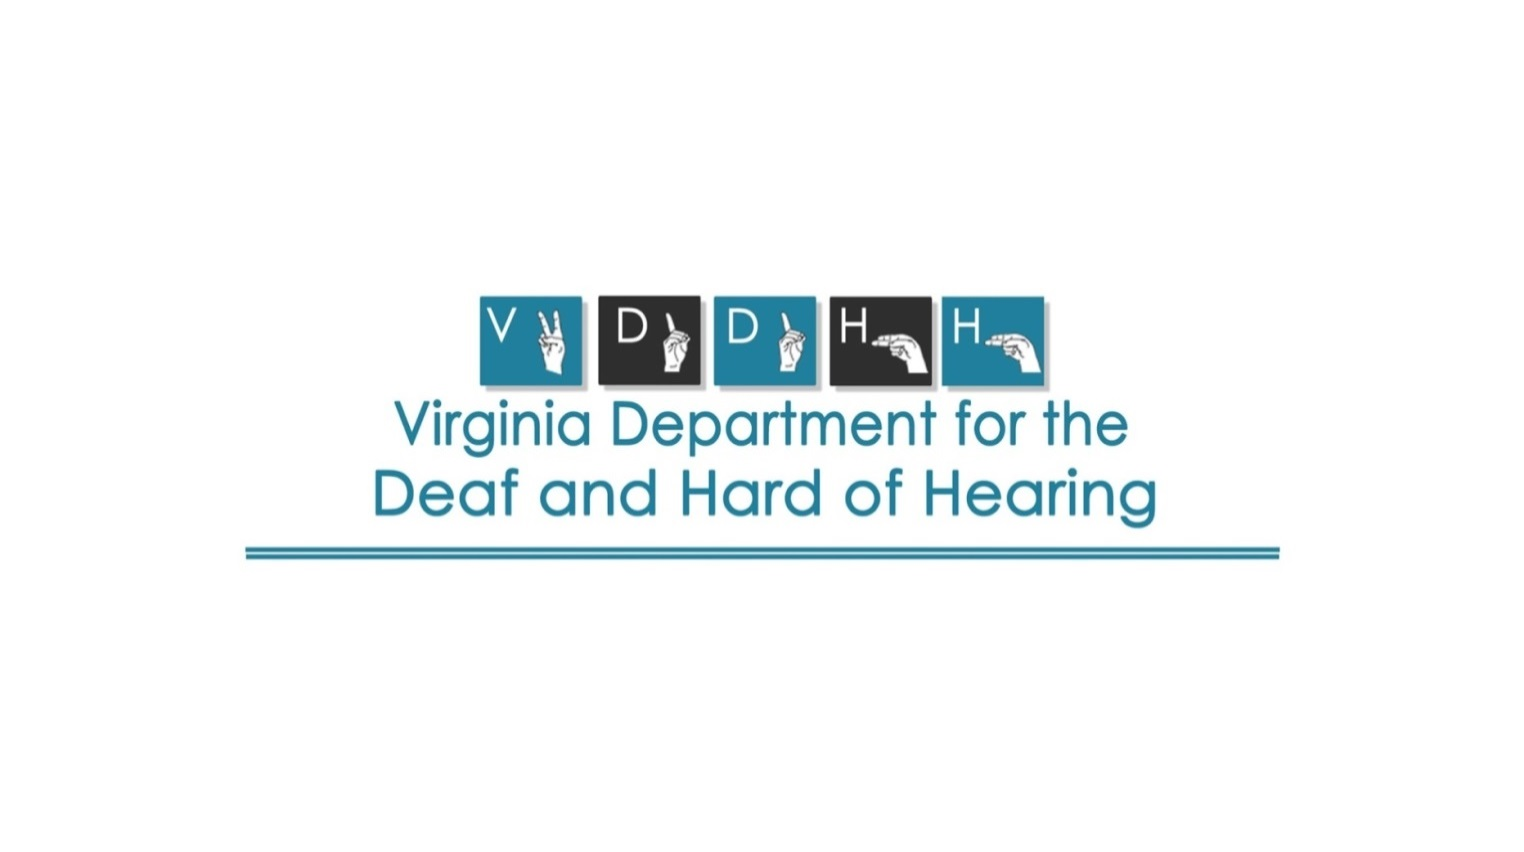 V D D H H
Virginia Department for the
Deaf and Hard of Hearing